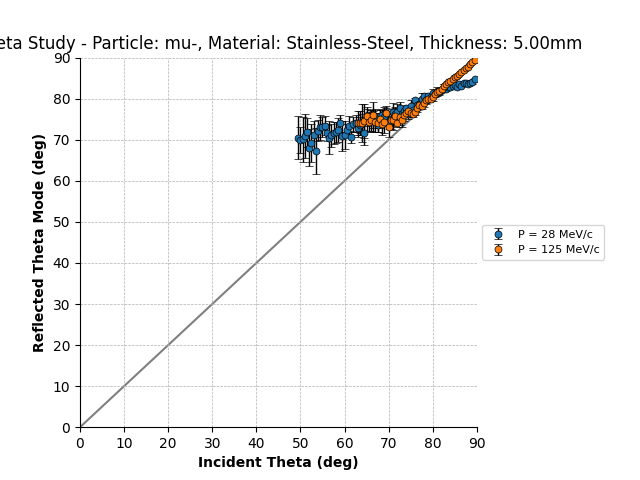 eta Study - Particle: mu-, Material: Stainless-Steel, Thickness: 5.00mm
90
80
70
60
50
40
30
20
10
0
Reflected Theta Mode (deg)
0 10 20 30 40 50 60 70 80 90
Incident Theta (deg)
P = 28 MeV/c
P = 125 MeV/c